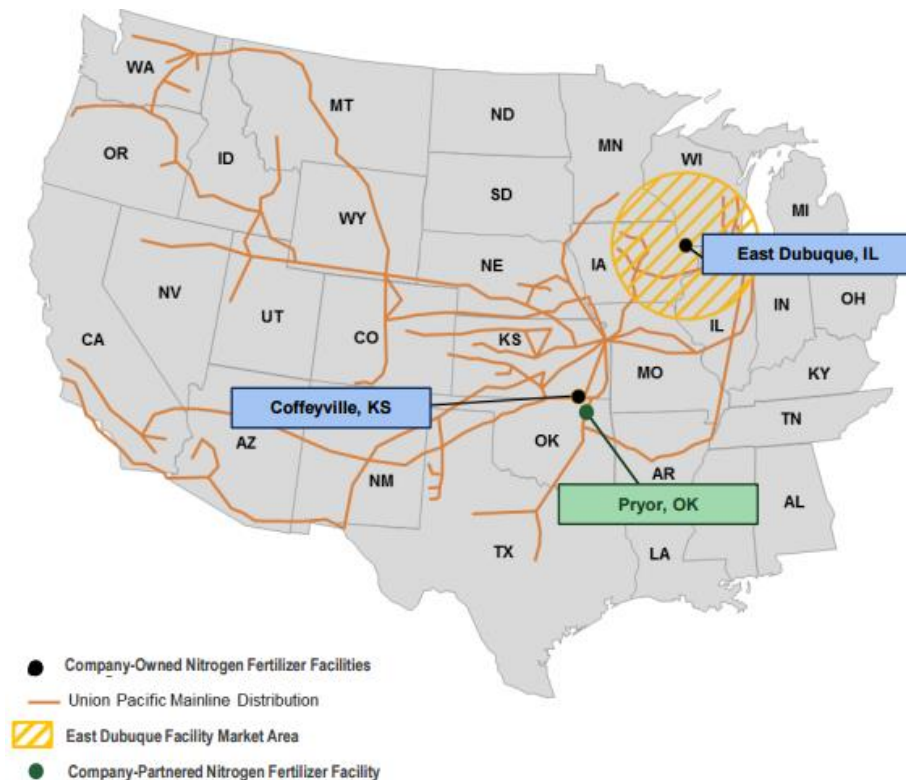 WA
MT
ND
MN
OR
ID
WI
SD
MI
WY
East Dubuque, IL
NE
IA
NV
IN
OH
UT
IL
CA
CO
KS
MO
KY
Coffeyville, KS
TN
AZ
OK
NM
AR
Pryor, OK
AL
TX
LA
Company-Owned Nitrogen Fertilizer Facilities
Union Pacific Mainline Distribution
East Dubuque Facility Market Area
Company-Partnered Nitrogen Fertilizer Facility